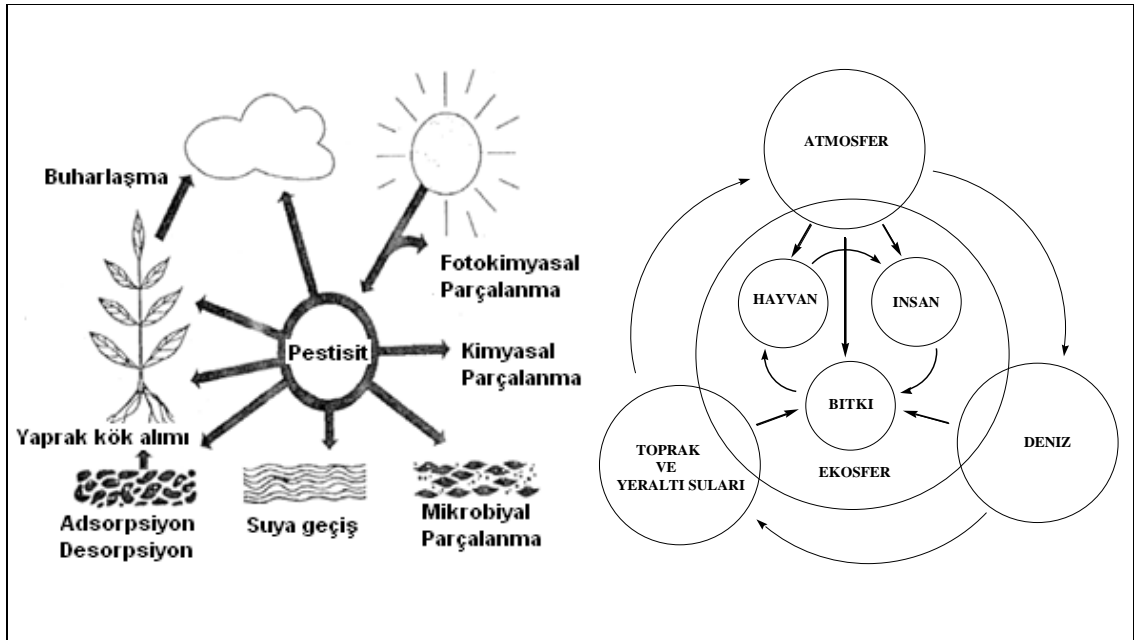 Buharlaşma
Fotokimyasal
Parçalanma
Pestisit
Kimyasal
Parçalanma
Yaprak kök alımı
Adsorpsiyon
Desorpsiyon
Suya geçiş
Mikrobiyal
Parçalanma
ATMOSFER
HAYVAN
INSAN
BITKI
TOPRAK
VE
YERALTI SULARI
EKOSFER
DENIZ